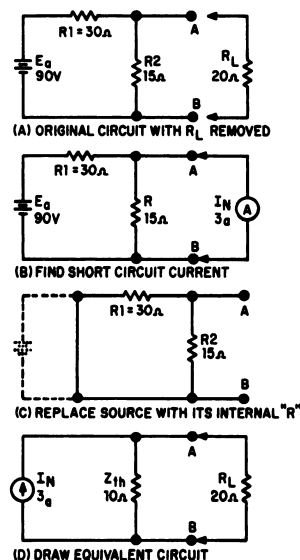 R1=30Ω
A
Ea
90V
R2
15Ω
RL
20Ω
B
(A) ORIGINAL CIRCUIT WITH RL REMOVED
R1=30Ω
A
Ea
90V
R
15Ω
IN
3a
A
B
(B) FIND SHORT CIRCUIT CURRENT
R1=30Ω
A
R2
15Ω
B
(C) REPLACE SOURCE WITH ITS INTERNAL "R"
A
IN
3a
Zth
10Ω
RL
20Ω
B
(D) DRAW EQUIVALENT CIRCUIT